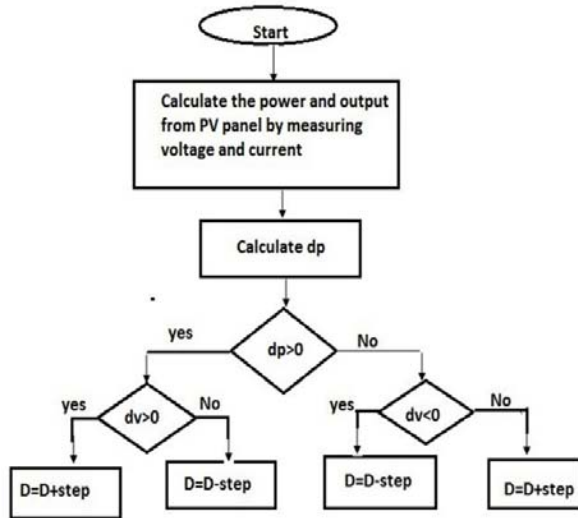 Start
Calculate the power and output
from PV panel by measuring
voltage and current
Calculate dp
yes
dp>0
No
yes
dv>0
No
yes
dv<0
No
D=D+step
D=D-step
D=D-step
D=D+step